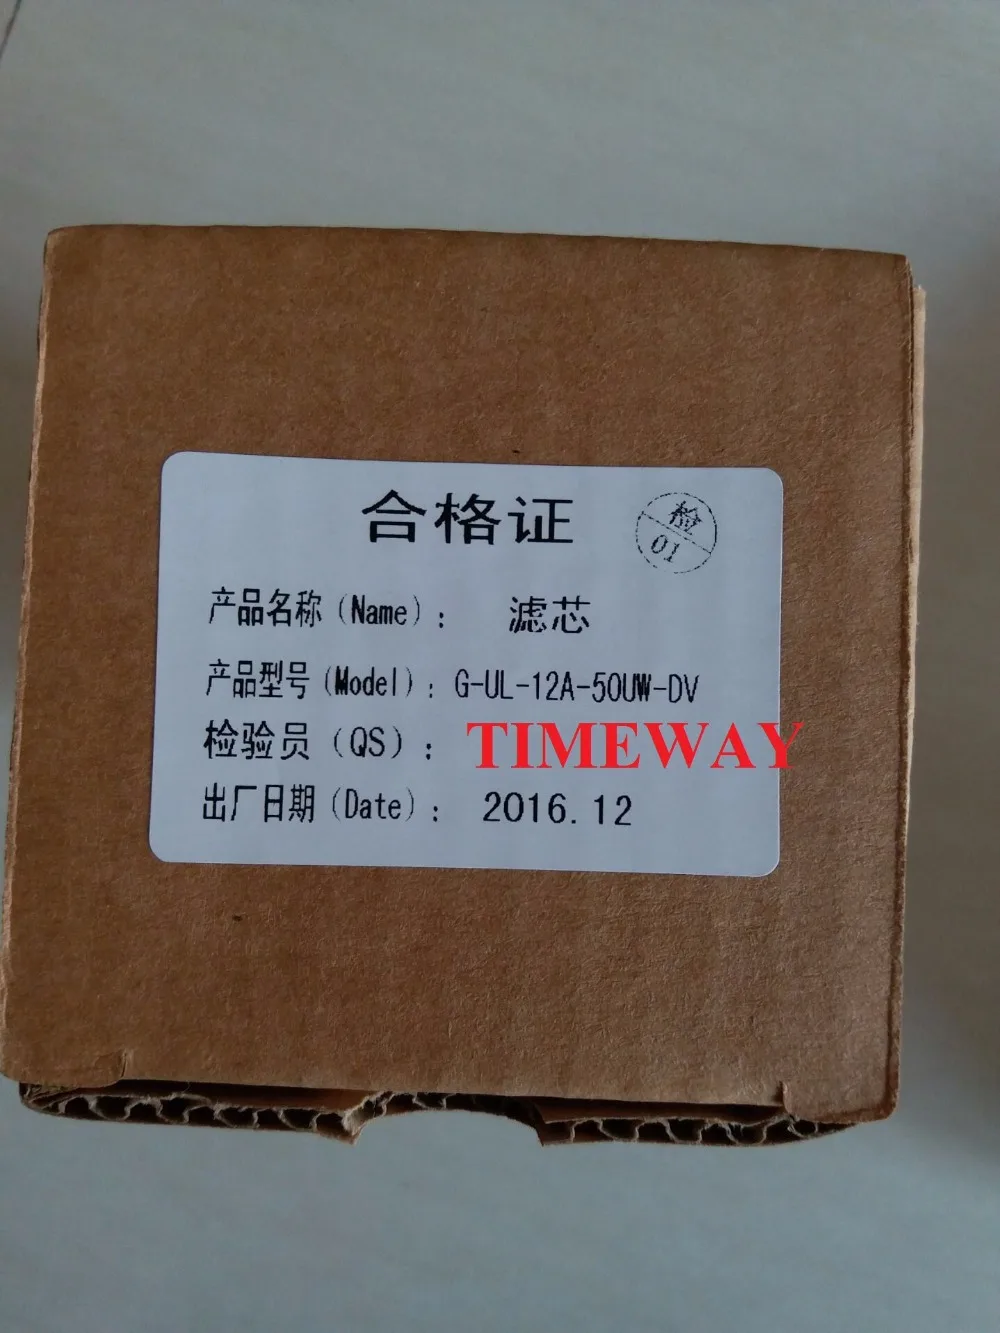 合格证
检
01
产品名称（Name）： 滤芯
产品型号（Model）：G-UL-12A-50UW-DV
检验员（QS）： TIMEWAY
出厂日期（Date）： 2016.12